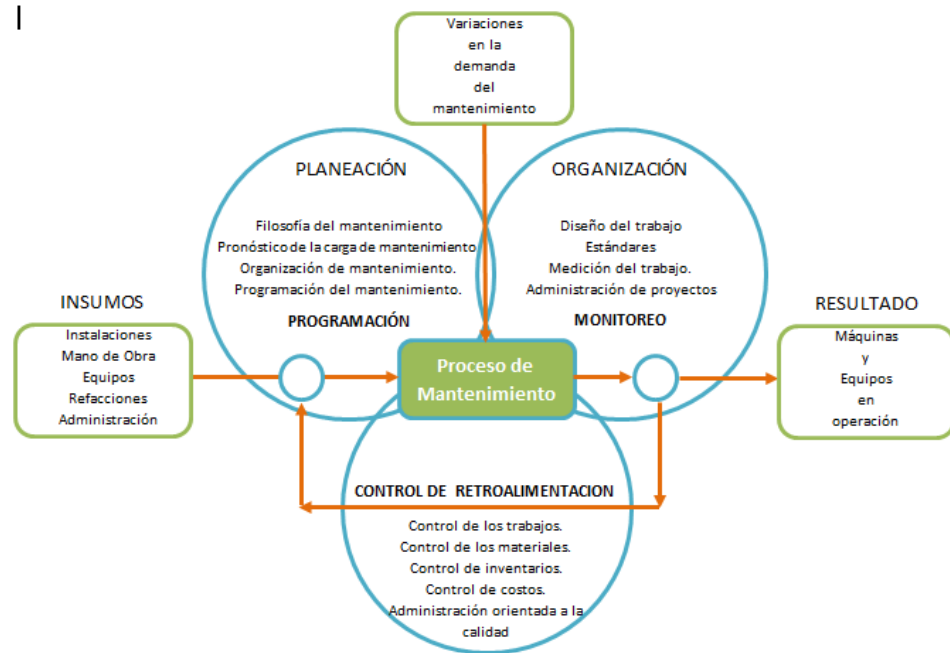 Variaciones
en la
demanda
del
mantenimiento
PLANEACIÓN
Filosofía del mantenimiento
Pronóstico de la carga de mantenimiento
Organización de mantenimiento.
Programación del mantenimiento.
PROGRAMACIÓN
ORGANIZACIÓN
Diseño del trabajo
Estándares
Medición del trabajo.
Administración de proyectos
MONITOREO
INSUMOS
Instalaciones
Mano de Obra
Equipos
Refacciones
Administración
Proceso de
Mantenimiento
RESULTADO
Máquinas
y
Equipos
en
operación
CONTROL DE RETROALIMENTACION
Control de los trabajos.
Control de los materiales.
Control de inventarios.
Control de costos.
Administración orientada a la
calidad